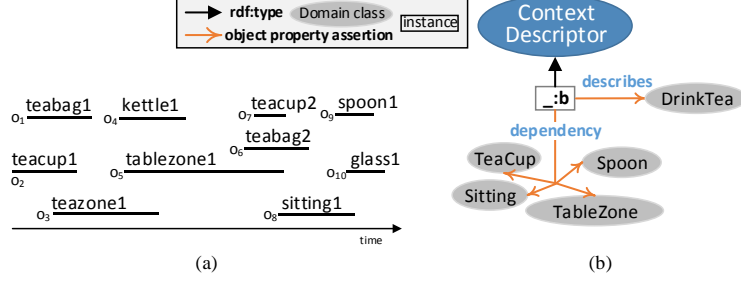 rdf:type
Domain class
instance
object property assertion
Context
Descriptor
teabag1
o1
kettle1
o4
teacup2
o7
spoon1
o9
teabag2
o6
teacup1
o2
tablezone1
o5
glass1
o10
teazone1
o3
sitting1
o8
time
(a)
_:b
describes
DrinkTea
dependency
TeaCup
Spoon
Sitting
TableZone
(b)